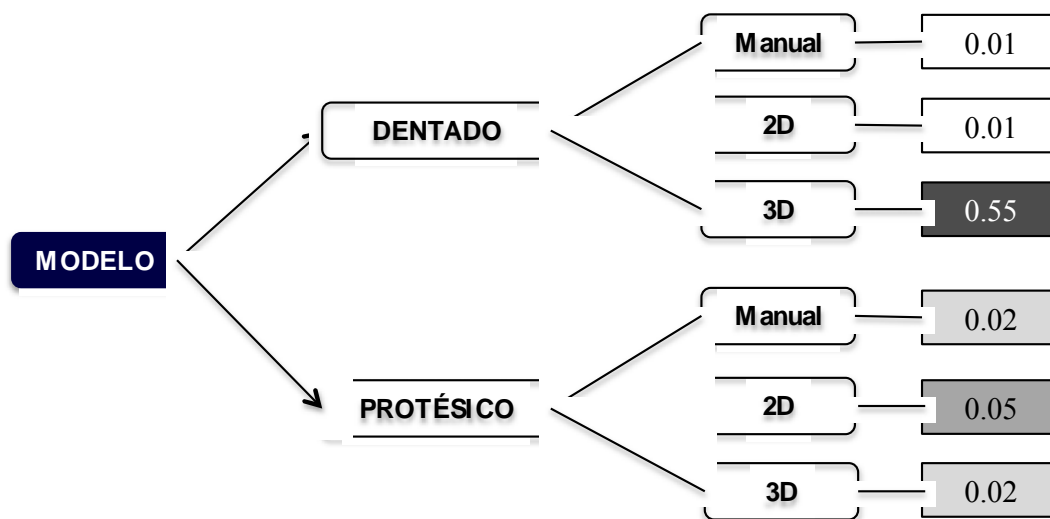 Manual 0.01
DENTADO
2D 0.01
3D 0.55
MODELO
Manual 0.02
PROTÉSICO
2D 0.05
3D 0.02